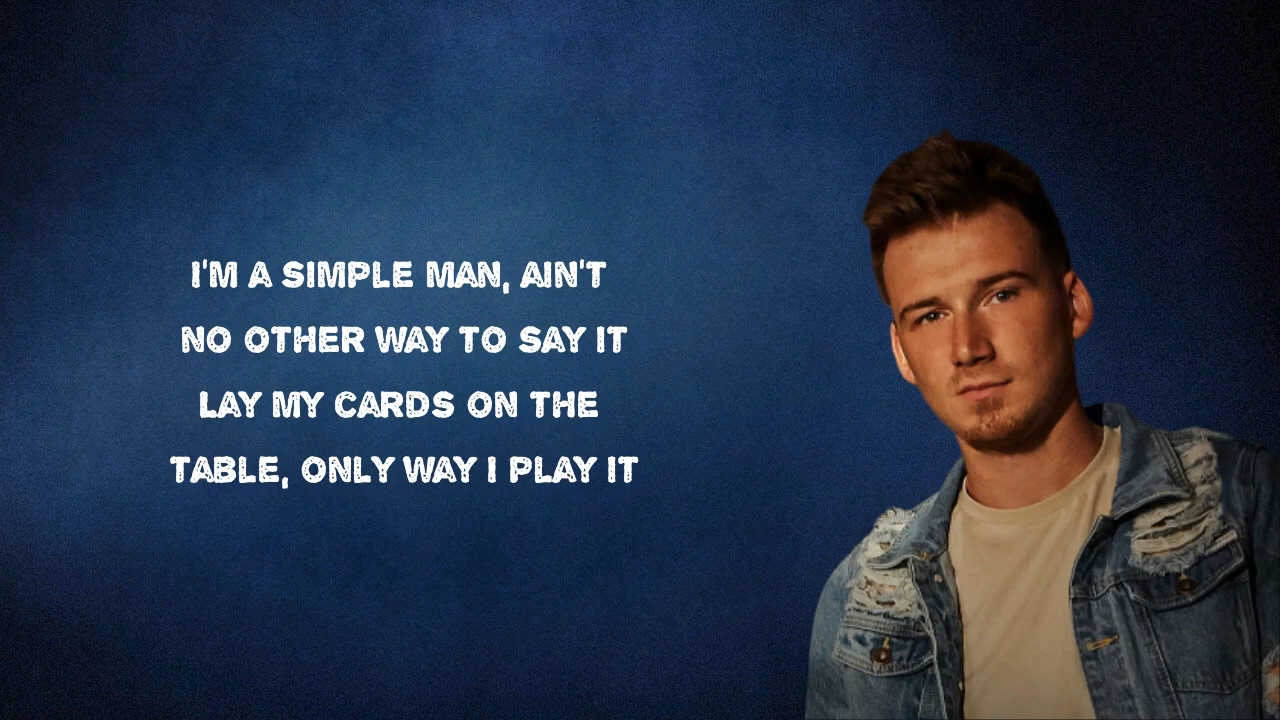 I'M A SIMPLE MAN, AIN'T
NO OTHER WAY TO SAY IT
LAY MY CARDS ON THE
TABLE, ONLY WAY I PLAY IT